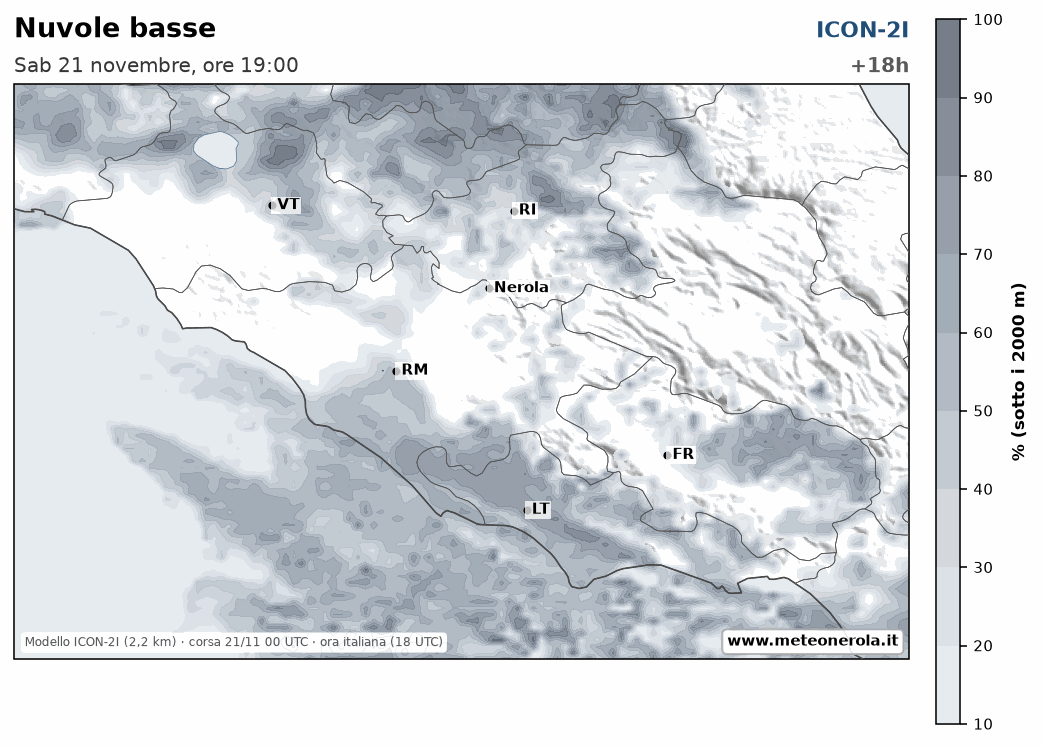 Nuvole basse
ICON-2I
Sab 21 novembre, ore 19:00
+18h
VT
RI
Nerola
RM
FR
LT
Modello ICON-2I (2,2 km) · corsa 21/11 00 UTC · ora italiana (18 UTC)
www.meteonerola.it
100
90
80
70
60
50
40
30
20
10
% (sotto i 2000 m)